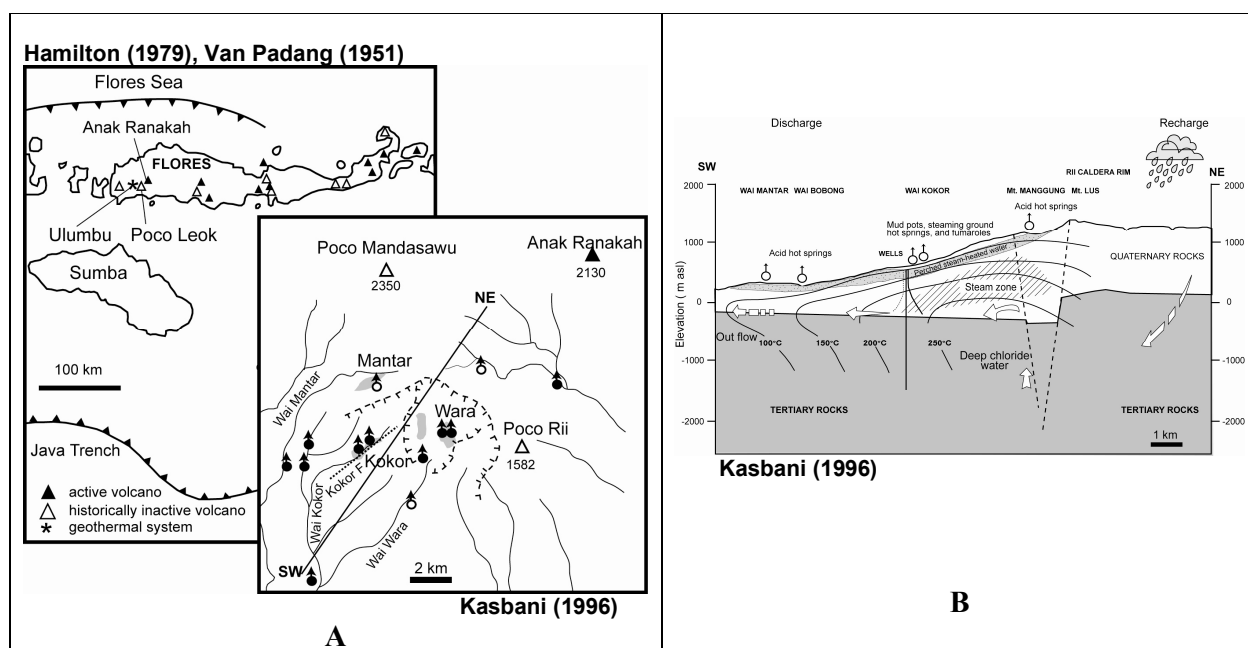 Hamilton (1979), Van Padang (1951)
Flores Sea
Anak Ranakah
FLORES
Ulumbu
Poco Leok
Sumba
100 km
Java Trench
active volcano
historically inactive volcano
* geothermal system
Poco Mandasawu
2350
Anak Ranakah
2130
NE
Mantar
Wai Mantar
Wara
Poco Rii
1582
Kokor
Kokor F
Wai Kokor
Wai Wara
SW
2 km
Kasbani (1996)
A
Discharge
Recharge
SW
RII CALDERA RIM
NE
WAI MANTAR
WAI BOBONG
WAI KOKOR
Mt. MANGGUNG
Mt. LUS
2000
2000
Acid hot springs
Mud pots, steaming ground
hot springs, and fumaroles
Acid hot springs
WELLS
1000
1000
Perched steam-heated water
QUATERNARY ROCKS
Steam zone
Elevation ( m asl)
0
0
Out flow
100°C
150°C
200°C
250°C
Deep chloride
water
-1000
-1000
TERTIARY ROCKS
TERTIARY ROCKS
-2000
-2000
1 km
Kasbani (1996)
B